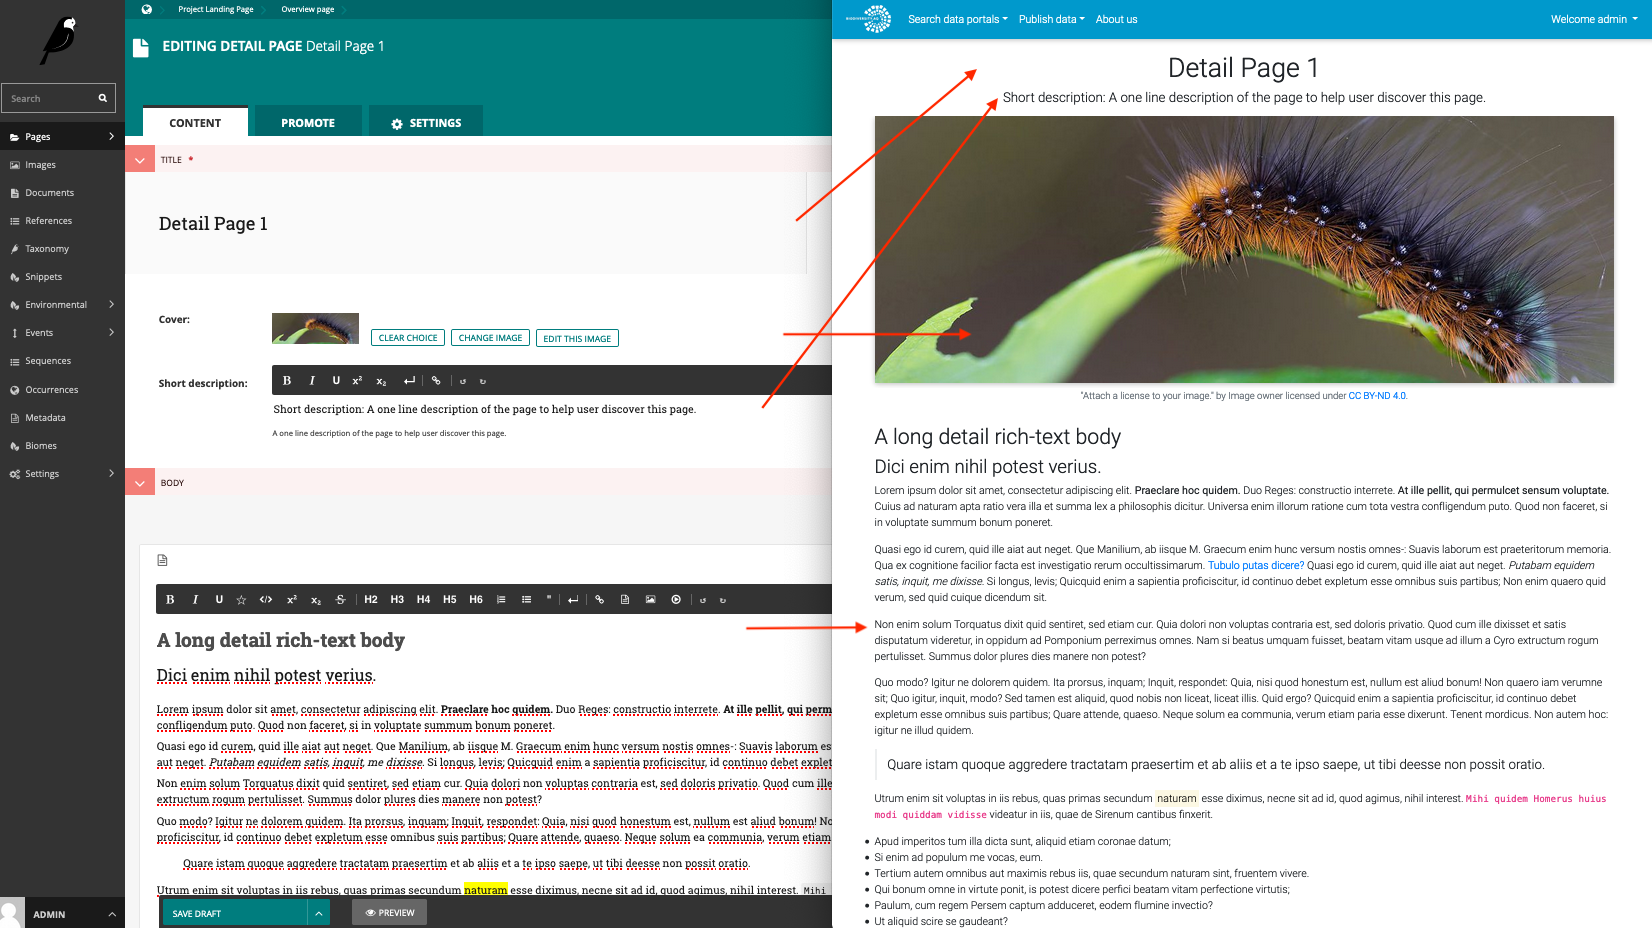 Project Landing Page
Overview page
EDITING DETAIL PAGE Detail Page 1
Search
Pages
Images
Documents
References
Taxonomy
Snippets
Environmental
Events
Sequences
Occurrences
Metadata
Biomes
Settings
ADMIN
CONTENT
PROMOTE
SETTINGS
TITLE *
Detail Page 1
Cover:
CLEAR CHOICE
CHANGE IMAGE
EDIT THIS IMAGE
Short description:
B I U x² x₂
Short description: A one line description of the page to help user discover this page.
A one line description of the page to help user discover this page.
BODY
B I U </> x² x₂ S H2 H3 H4 H5 H6 "
A long detail rich-text body
Dici enim nihil potest verius.
Lorem ipsum dolor sit amet, consectetur adipiscing elit. Praeclare hoc quidem. Duo Reges: constructio interrete. At ille pellit, qui perm
confligendum puto. Quod non faceret, si in voluptate summum bonum poneret.
Quasi ego id curem, quid ille aiat aut neget. Que Manilium, ab iisque M. Graecum enim hunc versum nostis omnes-: Suavis laborum es
aut neget. Putabam equidem satis, inquit, me dixisse. Si longus, levis; Quicquid enim a sapientia proficiscitur, id continuo debet explet
Non enim solum Torquatus dixit quid sentiret, sed etiam cur. Quia dolori non voluptas contraria est, sed doloris privatio. Quod cum ille
extructum rogum pertulisset. Summus dolor plures dies manere non potest?
Quo modo? Igitur ne dolorem quidem. Ita prorsus, inquam; Inquit, respondet: Quia, nisi quod honestum est, nullum est aliud bonum! No
proficiscitur, id continuo debet expletum esse omnibus suis partibus; Quare attende, quaeso. Neque solum ea communia, verum etiam
Quare istam quoque aggredere tractatam praesertim et ab aliis et a te ipso saepe, ut tibi deesse non possit oratio.
Utrum enim sit voluptas in iis rebus, quas primas secundum naturam esse diximus, necne sit ad id, quod agimus, nihil interest. Mihi
SAVE DRAFT
PREVIEW
Search data portals
Publish data
About us
Welcome admin
Detail Page 1
Short description: A one line description of the page to help user discover this page.
"Attach a license to your image." by Image owner licensed under CC BY-ND 4.0.
A long detail rich-text body
Dici enim nihil potest verius.
Lorem ipsum dolor sit amet, consectetur adipiscing elit. Praeclare hoc quidem. Duo Reges: constructio interrete. At ille pellit, qui permulcet sensum voluptate.
Cuius ad naturam apta ratio vera illa et summa lex a philosophis dicitur. Universa enim illorum ratione cum tota vestra confligendum puto. Quod non faceret, si
in voluptate summum bonum poneret.
Quasi ego id curem, quid ille aiat aut neget. Que Manilium, ab iisque M. Graecum enim hunc versum nostis omnes-: Suavis laborum est praeteritorum memoria.
Qua ex cognitione facilior facta est investigatio rerum occultissimarum. Tubulo putas dicere? Quasi ego id curem, quid ille aiat aut neget. Putabam equidem
satis, inquit, me dixisse. Si longus, levis; Quicquid enim a sapientia proficiscitur, id continuo debet expletum esse omnibus suis partibus; Non enim quaero quid
verum, sed quid cuique dicendum sit.
Non enim solum Torquatus dixit quid sentiret, sed etiam cur. Quia dolori non voluptas contraria est, sed doloris privatio. Quod cum ille dixisset et satis
disputatum videretur, in oppidum ad Pomponium perreximus omnes. Nam si beatus umquam fuisset, beatam vitam usque ad illum a Cyro extructum rogum
pertulisset. Summus dolor plures dies manere non potest?
Quo modo? Igitur ne dolorem quidem. Ita prorsus, inquam; Inquit, respondet: Quia, nisi quod honestum est, nullum est aliud bonum! Non quaero iam verumne
sit; Quo igitur, inquit, modo? Sed tamen est aliquid, quod nobis non liceat, liceat illis. Quid ergo? Quicquid enim a sapientia proficiscitur, id continuo debet
expletum esse omnibus suis partibus; Quare attende, quaeso. Neque solum ea communia, verum etiam paria esse dixerunt. Tenent mordicus. Non autem hoc:
igitur ne illud quidem.
Quare istam quoque aggredere tractatam praesertim et ab aliis et a te ipso saepe, ut tibi deesse non possit oratio.
Utrum enim sit voluptas in iis rebus, quas primas secundum naturam esse diximus, necne sit ad id, quod agimus, nihil interest. Mihi quidem Homerus huius
modi quiddam vidisse videatur in iis, quae de Sirenum cantibus finxerit.
• Apud imperitos tum illa dicta sunt, aliquid etiam coronae datum;
• Si enim ad populum me vocas, eum.
• Tertium autem omnibus aut maximis rebus iis, quae secundum naturam sint, fruentem vivere.
• Qui bonum omne in virtute ponit, is potest dicere perfici beatam vitam perfectione virtutis;
• Paulum, cum regem Persem captum adduceret, eodem flumine invectio?
• Ut aliquid scire se gaudeant?